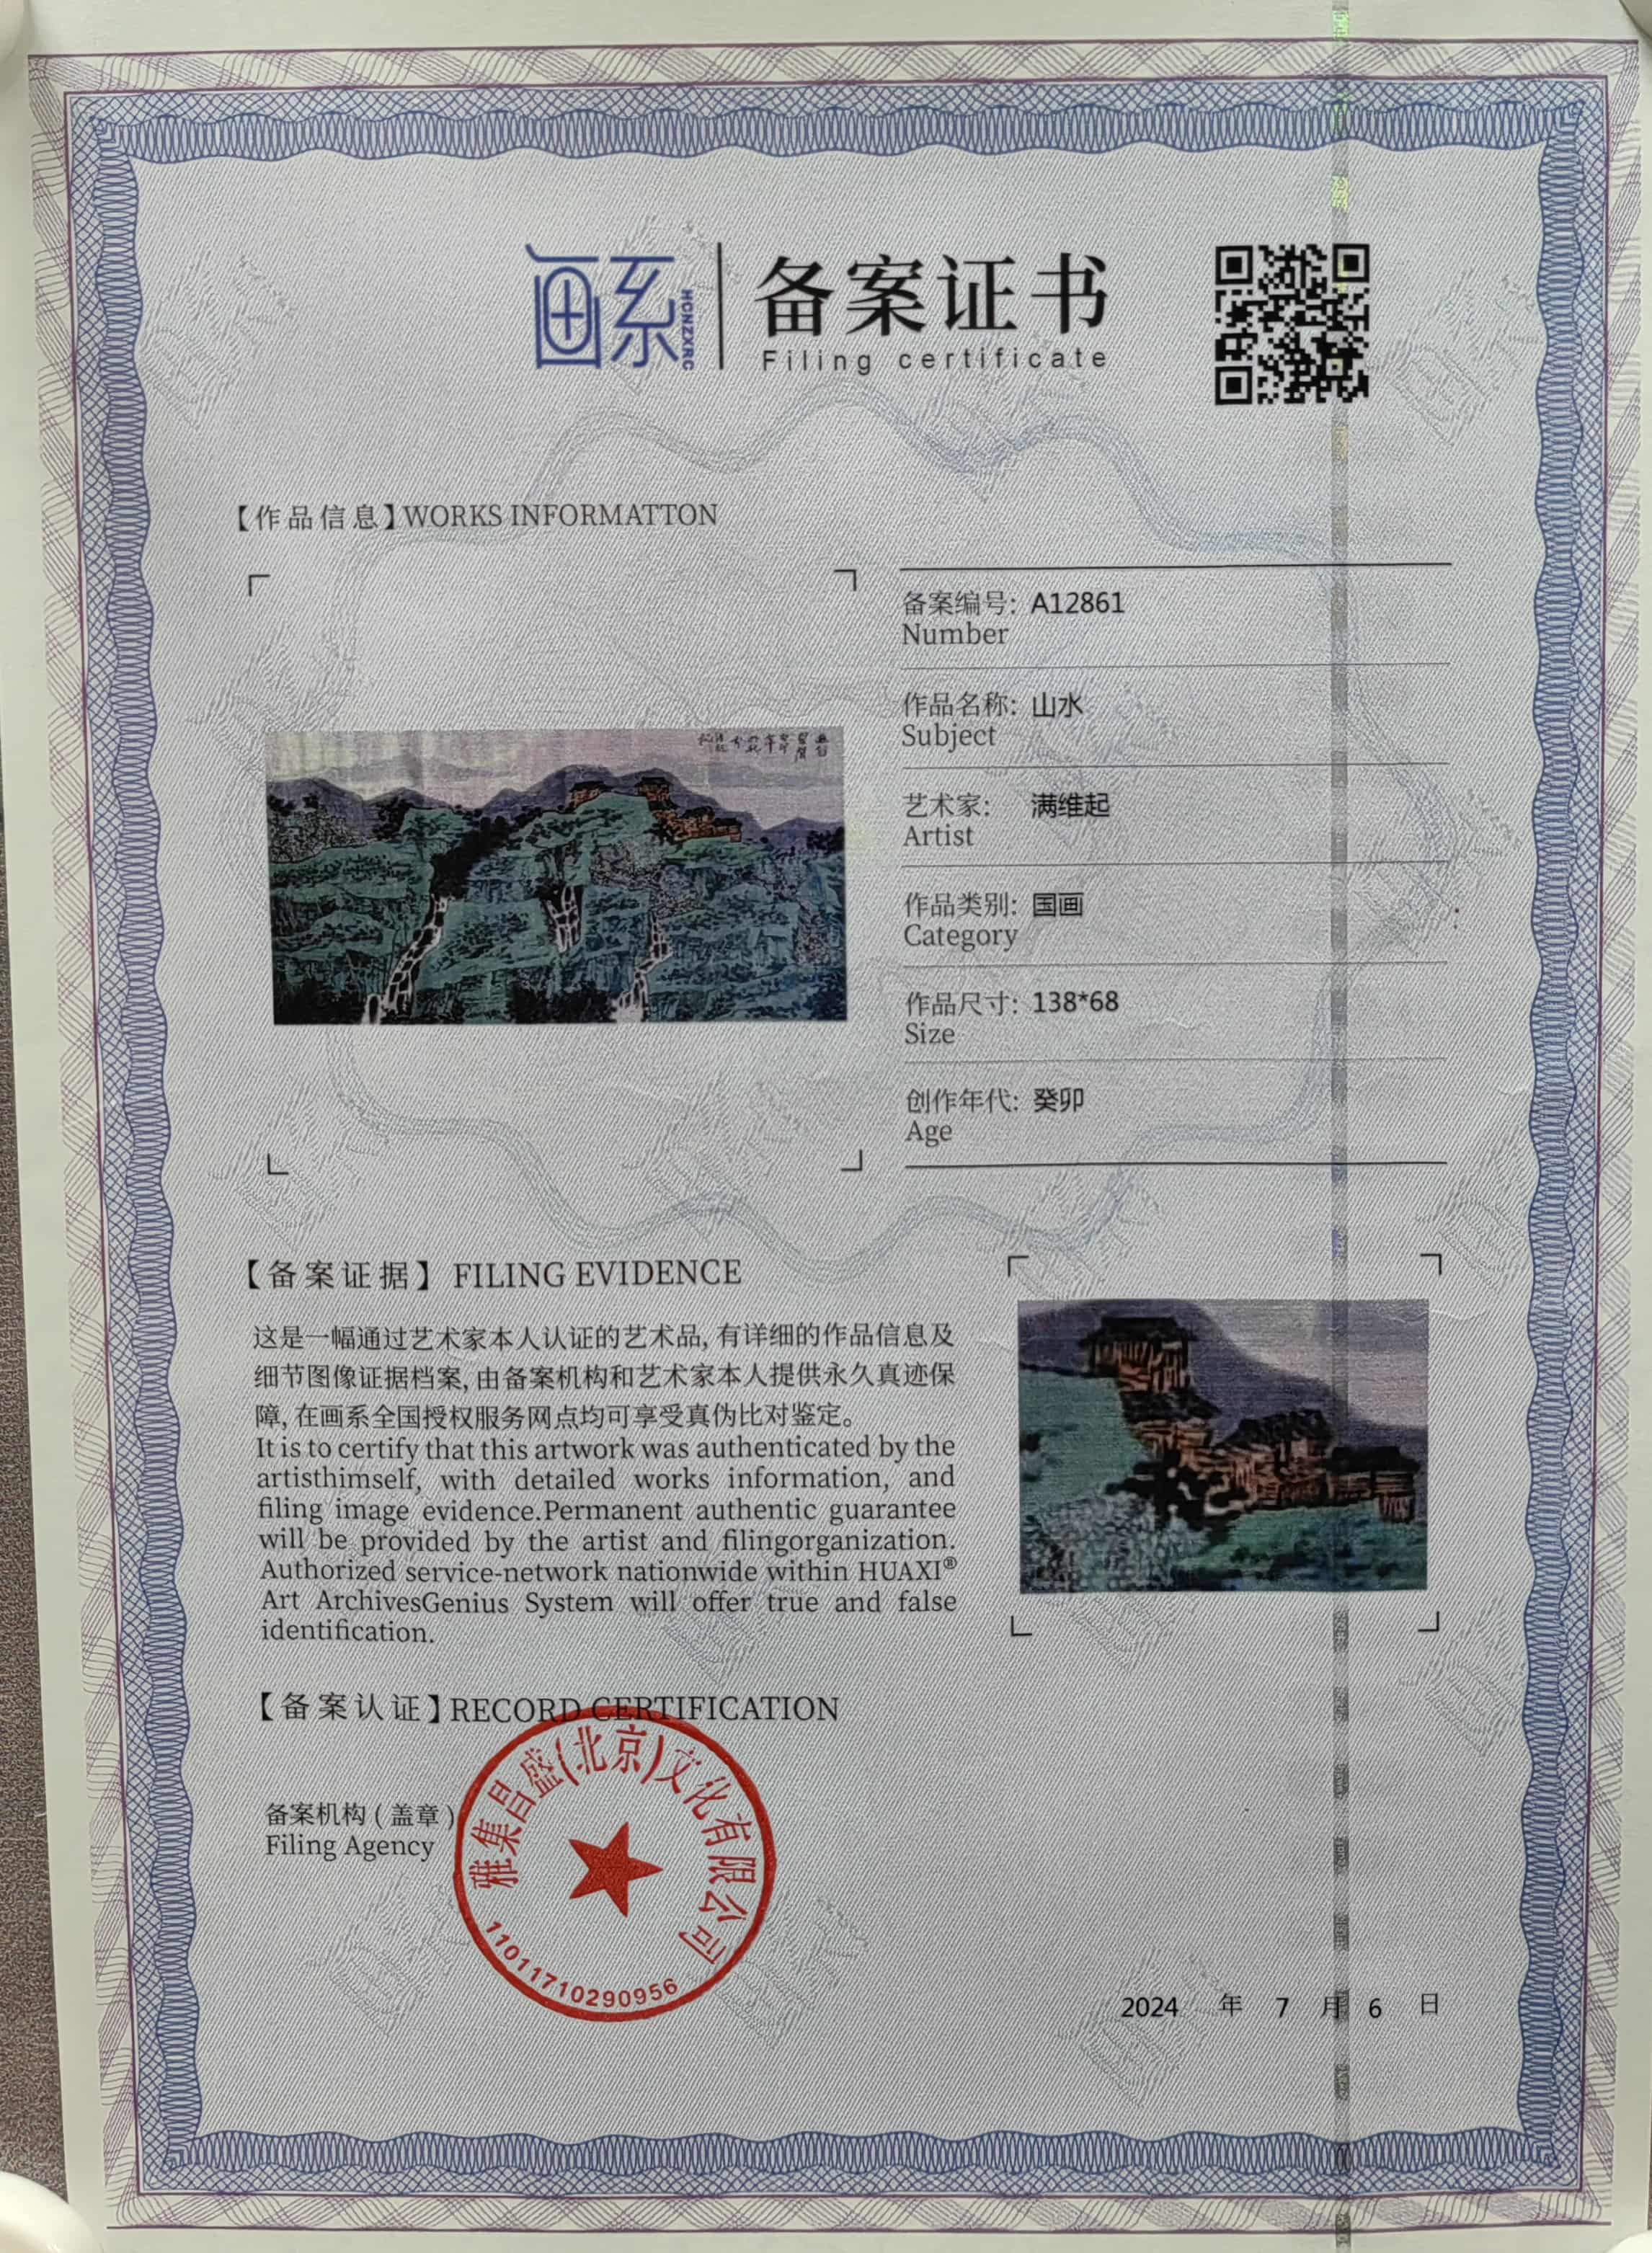 画系 HCNZXRC
备案证书
Filing certificate
【作品信息】WORKS INFORMATTON
备案编号: A12861
Number
作品名称: 山水
Subject
艺术家: 满维起
Artist
作品类别: 国画
Category
作品尺寸: 138*68
Size
创作年代: 癸卯
Age
【备案证据】 FILING EVIDENCE
这是一幅通过艺术家本人认证的艺术品, 有详细的作品信息及
细节图像证据档案, 由备案机构和艺术家本人提供永久真迹保
障, 在画系全国授权服务网点均可享受真伪比对鉴定。
It is to certify that this artwork was authenticated by the
artisthimself, with detailed works information, and
filing image evidence.Permanent authentic guarantee
will be provided by the artist and filingorganization.
Authorized service-network nationwide within HUAXI®
Art ArchivesGenius System will offer true and false
identification.
【备案认证】RECORD CERTIFICATION
备案机构 ( 盖章 )
Filing Agency
雅集昌盛(北京)文化有限公司
11011710290956
2024 年 7 月 6 日